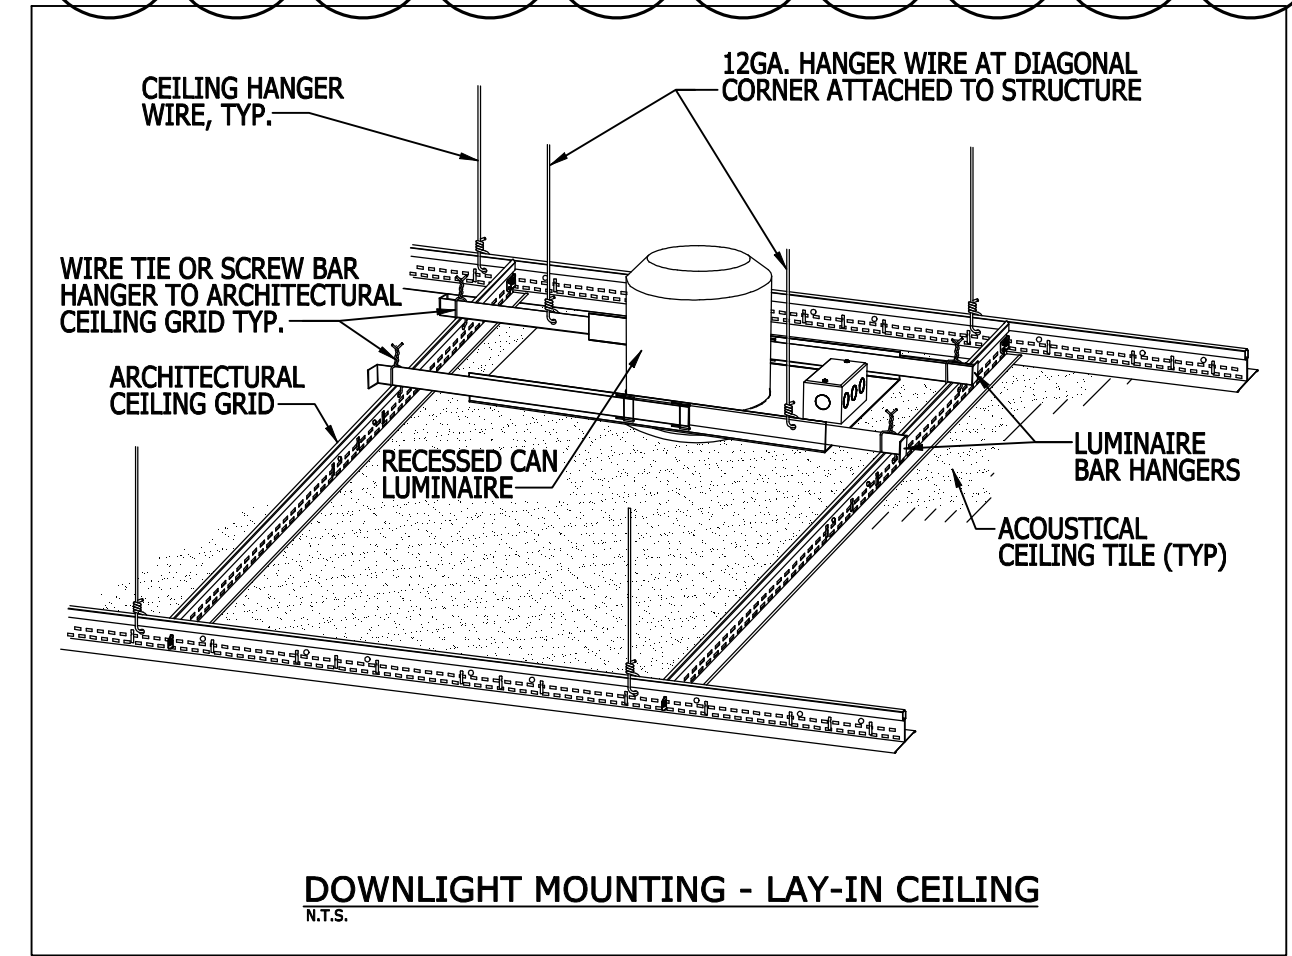 12GA. HANGER WIRE AT DIAGONAL
CORNER ATTACHED TO STRUCTURE
CEILING HANGER
WIRE, TYP.
WIRE TIE OR SCREW BAR
HANGER TO ARCHITECTURAL
CEILING GRID TYP.
ARCHITECTURAL
CEILING GRID
RECESSED CAN
LUMINAIRE
LUMINAIRE
BAR HANGERS
ACOUSTICAL
CEILING TILE (TYP)
DOWNLIGHT MOUNTING - LAY-IN CEILING
N.T.S.